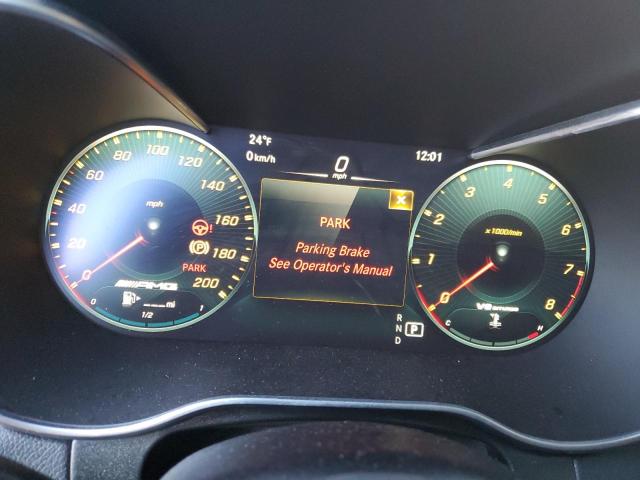 24°F
0 km/h
0
mph
12:01
0
20
40
60
80
100
120
140
160
180
200
mph
!
P
PARK
AMG
---mi
0
1/2
1
x
PARK
Parking Brake
See Operator's Manual
R
N
D
P
0
1
2
3
4
5
6
7
8
x1000/min
V8 BITURBO
C
H